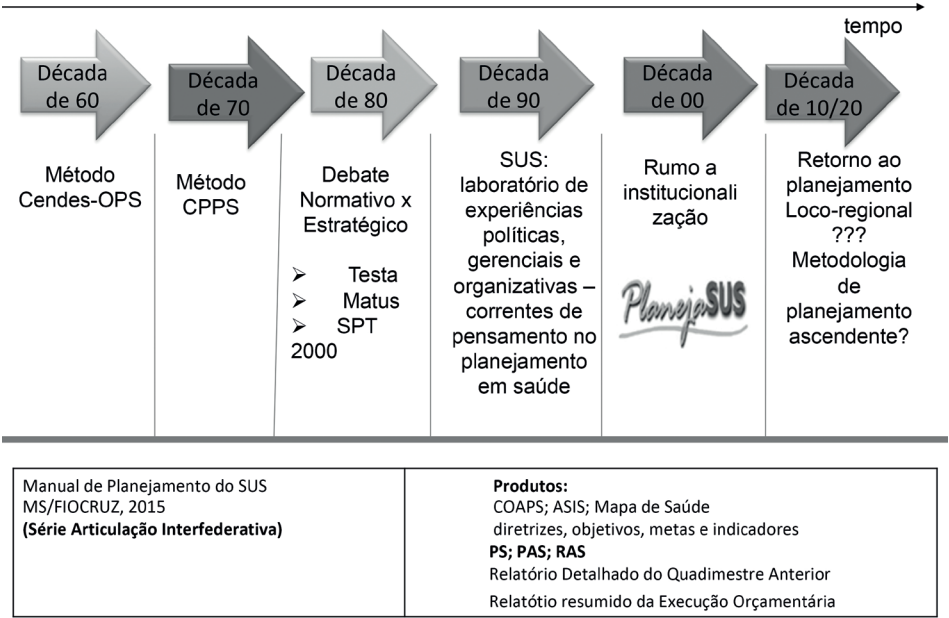 tempo
Década
de 60
Década
de 70
Década
de 80
Década
de 90
Década
de 00
Década
de 10/20
Método
Cendes-OPS
Método
CPPS
Debate
Normativo x
Estratégico
➢ Testa
➢ Matus
➢ SPT
2000
SUS:
laboratório de
experiências
políticas,
gerenciais e
organizativas –
correntes de
pensamento no
planejamento
em saúde
Rumo a
institucionali
zação
PlanejaSUS
Retorno ao
planejamento
Loco-regional
???
Metodologia
de
planejamento
ascendente?
Manual de Planejamento do SUS
MS/FIOCRUZ, 2015
(Série Articulação Interfederativa)
Produtos:
COAPS; ASIS; Mapa de Saúde
diretrizes, objetivos, metas e indicadores
PS; PAS; RAS
Relatório Detalhado do Quadimestre Anterior
Relatótio resumido da Execução Orçamentária